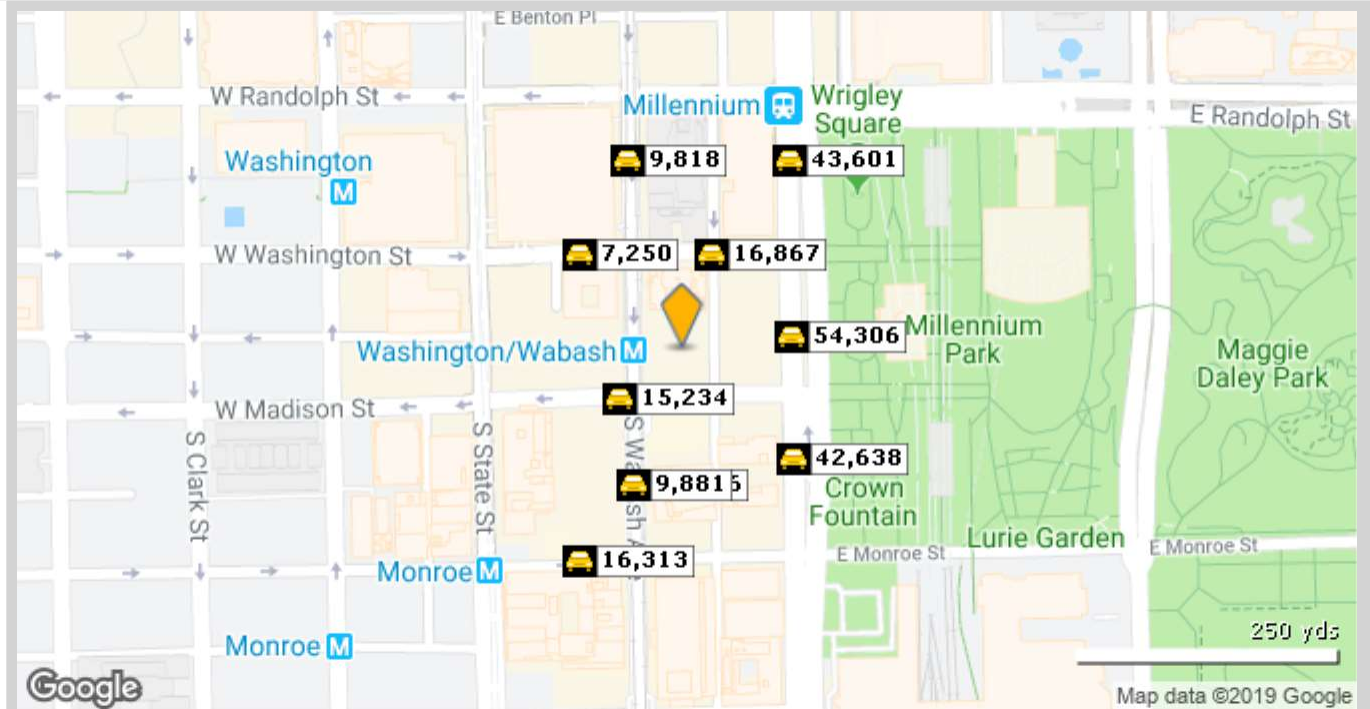 E Benton Pl
W Randolph St
Millennium
Wrigley
Square
E Randolph St
Washington
M
9,818
43,601
W Washington St
7,250
16,867
54,306
Millennium
Park
Washington/Wabash
M
Maggie
Daley Park
W Madison St
15,234
S Clark St
S State St
42,638
9,881
Crown
Fountain
E Monroe St
Lurie Garden
E Monroe St
16,313
Monroe
M
Monroe
M
250 yds
Google
Map data ©2019 Google